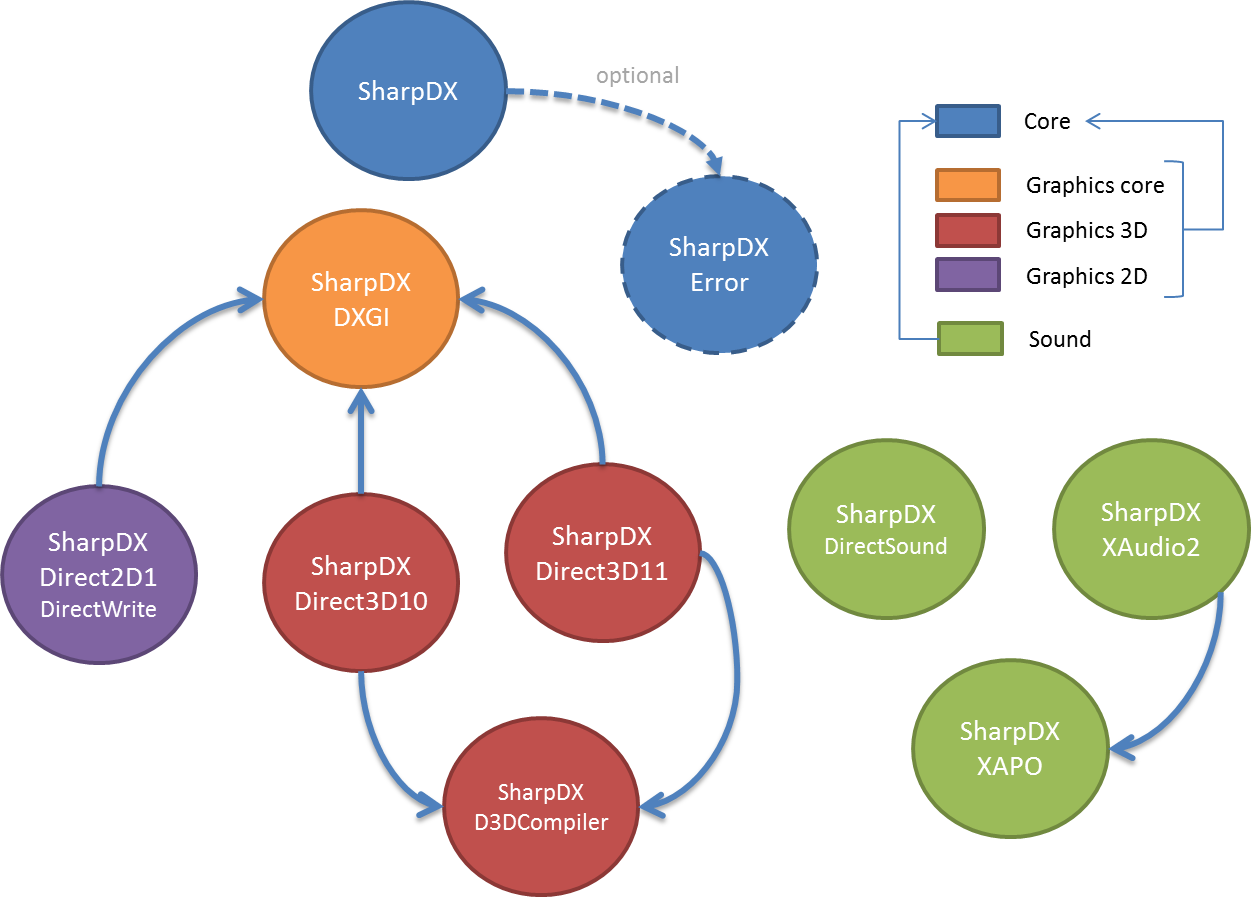 SharpDX
optional
SharpDX
Error
Core
Graphics core
Graphics 3D
Graphics 2D
Sound
SharpDX
DXGI
SharpDX
Direct2D1
DirectWrite
SharpDX
Direct3D10
SharpDX
Direct3D11
SharpDX
DirectSound
SharpDX
XAudio2
SharpDX
XAPO
SharpDX
D3DCompiler